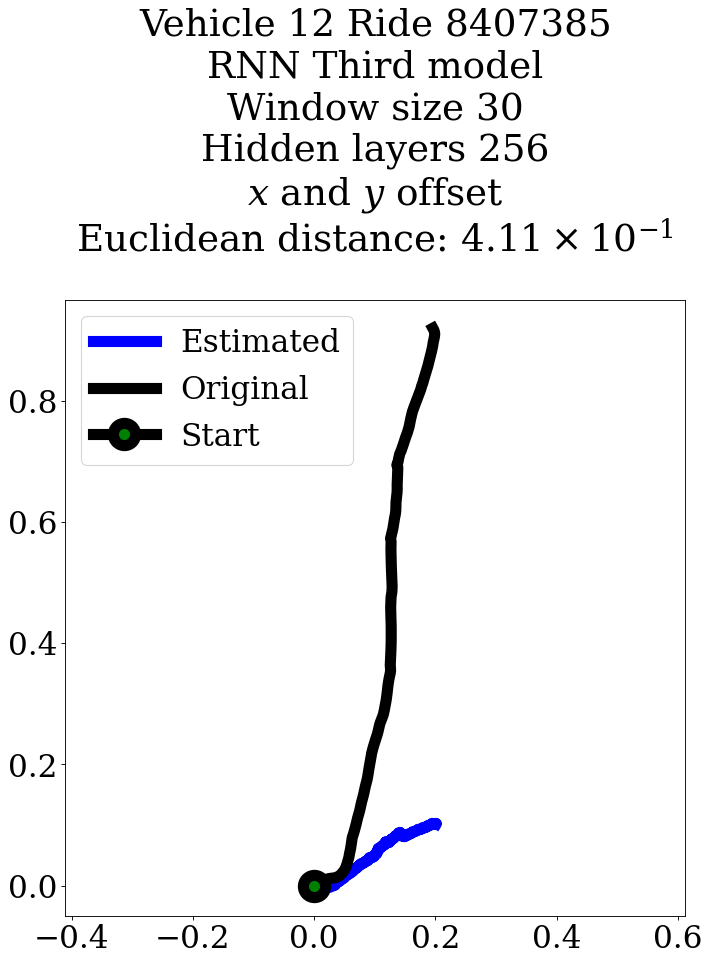 Vehicle 12 Ride 8407385
RNN Third model
Window size 30
Hidden layers 256
x and y offset
Euclidean distance: 4.11 × 10⁻¹
Estimated
Original
Start
0.8
0.6
0.4
0.2
0.0
−0.4 −0.2 0.0 0.2 0.4 0.6